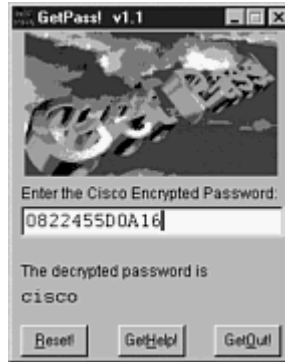 GetPass! v1.1
Enter the Cisco Encrypted Password:
0822455D0A16
The decrypted password is
cisco
Reset! GetHelp! GetOut!